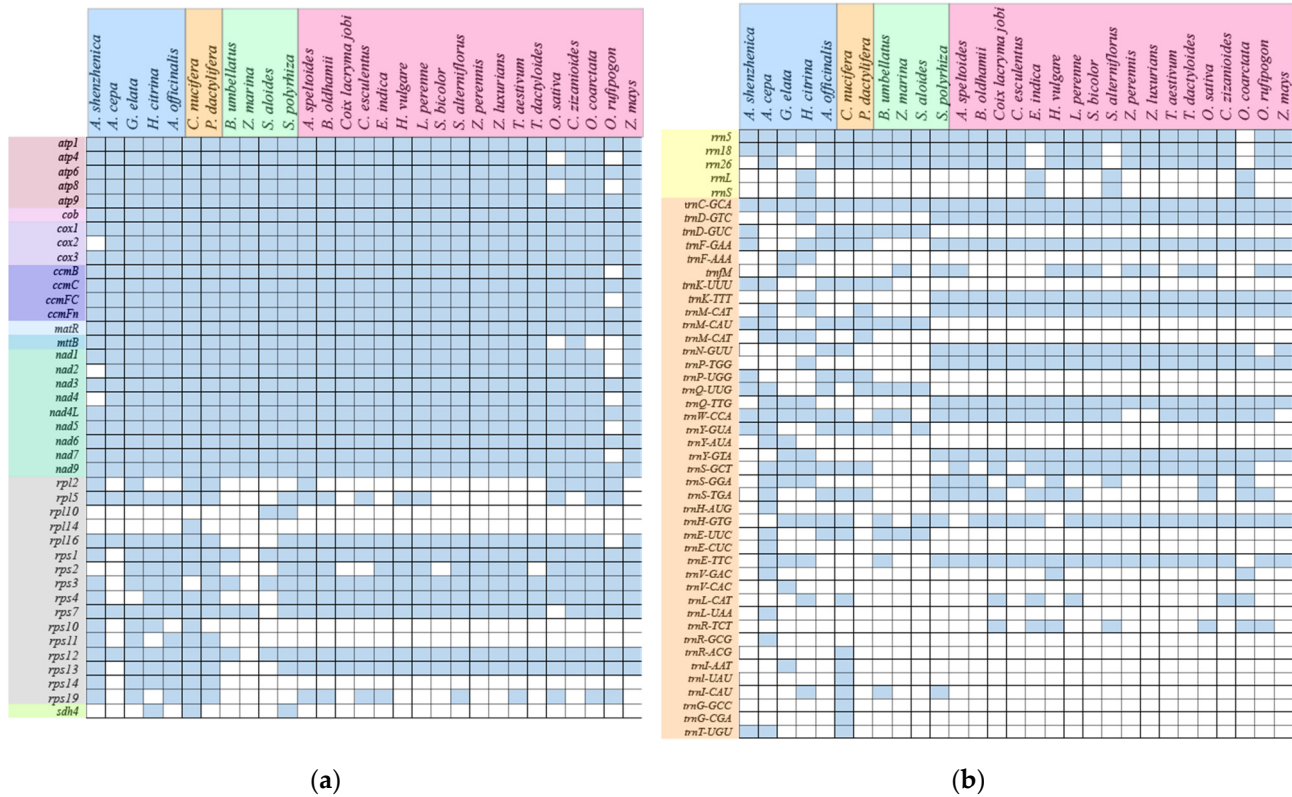 A. shenzhenica
A. cepa
G. elata
H. citrina
A. officinalis
C. nucifera
P. dactylifera
B. umbellatus
Z. marina
S. aloides
S. polyrhiza
A. speltoides
B. oldhamii
Coix lacryma jobi
C. esculentus
E. indica
H. vulgare
L. perenne
S. bicolor
S. alterniflorus
Z. perennis
Z. luxurians
T. aestivum
T. dactyloides
O. sativa
C. zizanioides
O. coarctata
O. rufipogon
Z. mays
atp1
atp4
atp6
atp8
atp9
cob
cox1
cox2
cox3
ccmB
ccmC
ccmFC
ccmFn
matR
mttB
nad1
nad2
nad3
nad4
nad4L
nad5
nad6
nad7
nad9
rpl2
rpl5
rpl10
rpl14
rpl16
rps1
rps2
rps3
rps4
rps7
rps10
rps11
rps12
rps13
rps14
rps19
sdh4
(a)
A. shenzhenica
A. cepa
G. elata
H. citrina
A. officinalis
C. nucifera
P. dactylifera
B. umbellatus
Z. marina
S. aloides
S. polyrhiza
A. speltoides
B. oldhamii
Coix lacryma jobi
C. esculentus
E. indica
H. vulgare
L. perenne
S. bicolor
S. alterniflorus
Z. perennis
Z. luxurians
T. aestivum
T. dactyloides
O. sativa
C. zizanioides
O. coarctata
O. rufipogon
Z. mays
rrn5
rrn18
rrn26
rrnL
rrnS
trnC-GCA
trnD-GTC
trnD-GUC
trnF-GAA
trnF-AAA
trnfM
trnK-UUU
trnK-TTT
trnM-CAT
trnM-CAU
trnM-CAT
trnN-GUU
trnP-TGG
trnP-UGG
trnQ-UUG
trnQ-TTG
trnW-CCA
trnY-GUA
trnY-AUA
trnY-GTA
trnS-GCT
trnS-GGA
trnS-TGA
trnH-AUG
trnH-GTG
trnE-UUC
trnE-CUC
trnE-TTC
trnV-GAC
trnV-CAC
trnL-CAT
trnL-UAA
trnR-TCT
trnR-GCG
trnR-ACG
trnI-AAT
trnI-UAU
trnI-CAU
trnG-GCC
trnG-CGA
trnT-UGU
(b)